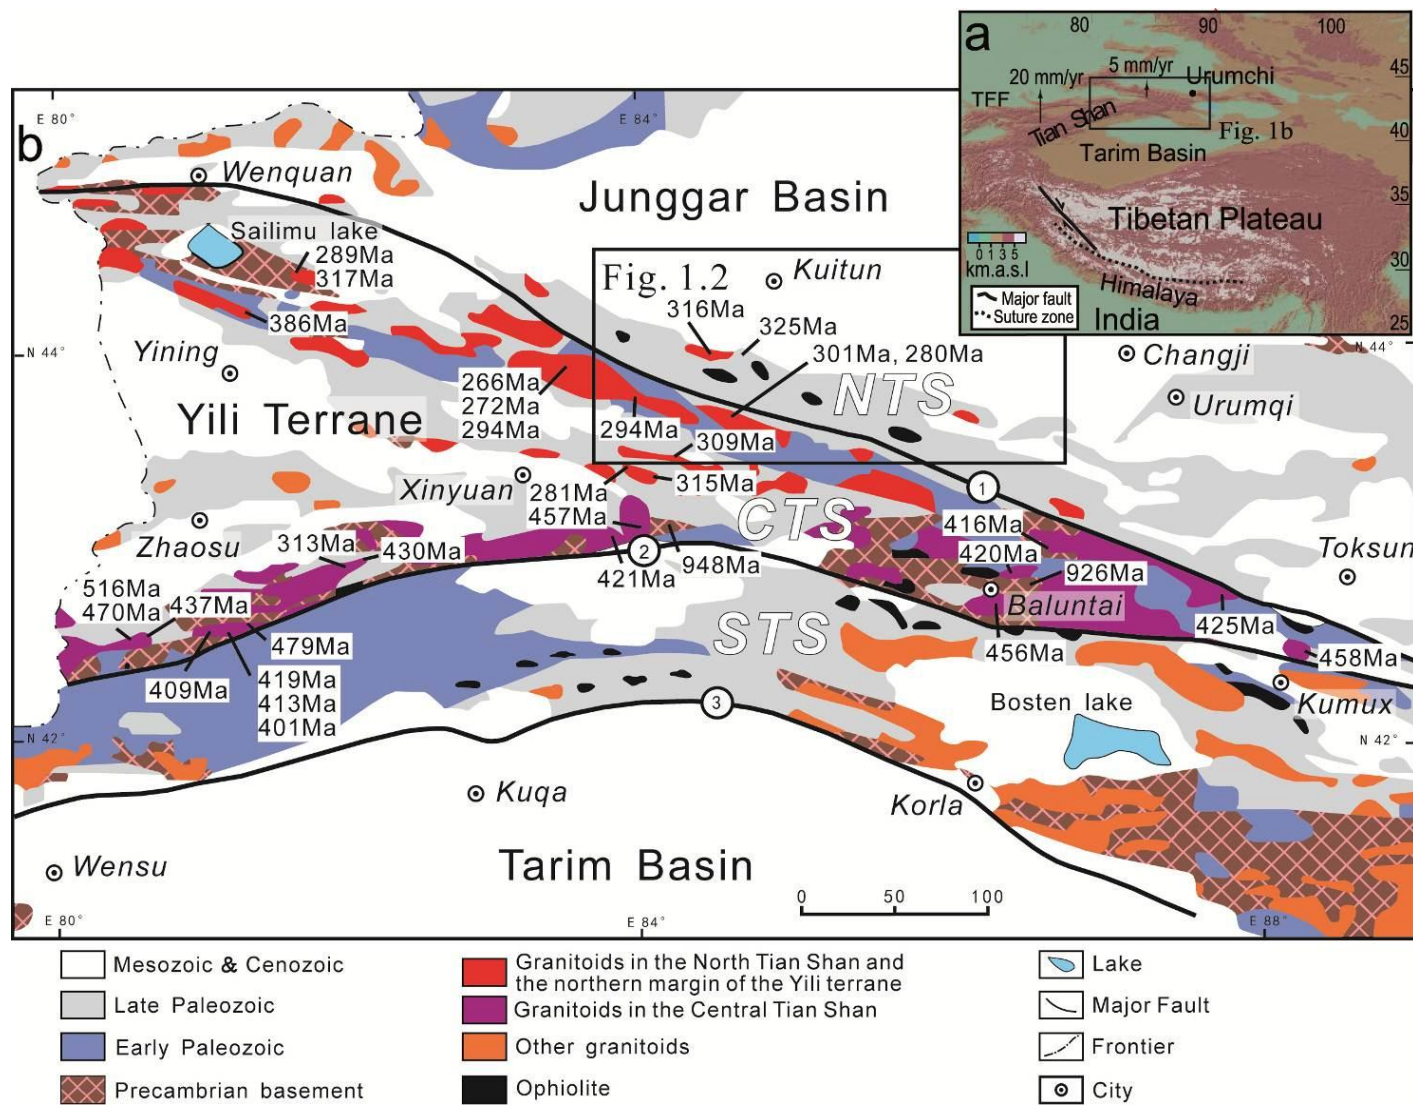 a
80
90
100
45
40
35
30
25
20 mm/yr
5 mm/yr
Urumchi
TFF
Tian Shan
Fig. 1b
Tarim Basin
Tibetan Plateau
0 1 3 5
km.a.s.l
Himalaya
Major fault
Suture zone
India
b
E 80°
E 84°
Wenquan
Junggar Basin
Sailimu lake
289Ma
317Ma
Fig. 1.2
Kuitun
316Ma
325Ma
386Ma
N 44°
N 44°
Yining
301Ma, 280Ma
Changji
266Ma
272Ma
294Ma
NTS
Urumqi
Yili Terrane
294Ma
309Ma
Xinyuan
281Ma
457Ma
315Ma
1
CTS
416Ma
Zhaosu
313Ma
430Ma
2
421Ma
948Ma
420Ma
926Ma
Toksun
516Ma
470Ma
437Ma
Baluntai
425Ma
479Ma
STS
456Ma
458Ma
409Ma
419Ma
413Ma
401Ma
3
Bosten lake
Kumux
N 42°
N 42°
Kuqa
Korla
Wensu
Tarim Basin
0 50 100
E 80°
E 84°
E 88°
Mesozoic & Cenozoic
Late Paleozoic
Early Paleozoic
Precambrian basement
Granitoids in the North Tian Shan and
the northern margin of the Yili terrane
Granitoids in the Central Tian Shan
Other granitoids
Ophiolite
Lake
Major Fault
Frontier
City